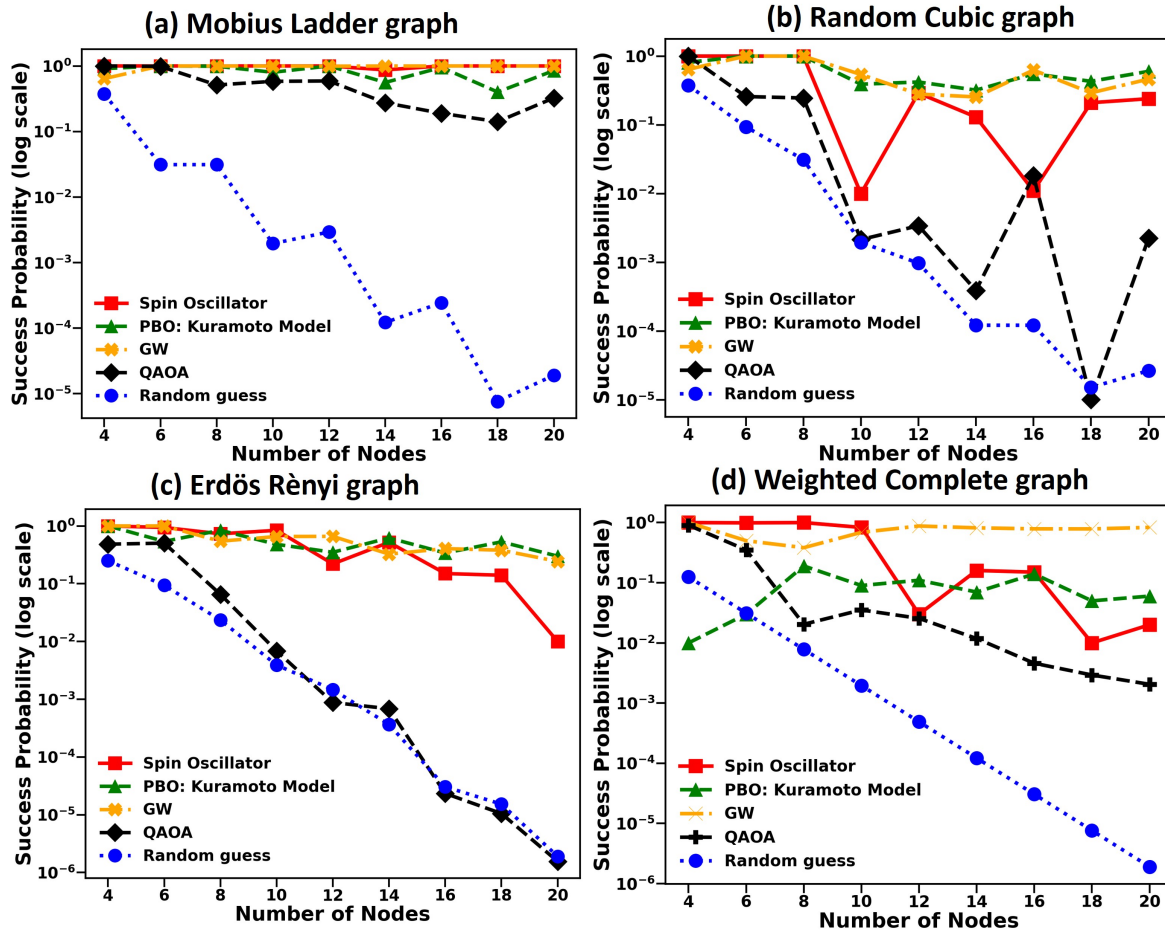 (a) Mobius Ladder graph
Success Probability (log scale)
10⁰
10⁻¹
10⁻²
10⁻³
10⁻⁴
10⁻⁵
Spin Oscillator
PBO: Kuramoto Model
GW
QAOA
Random guess
4 6 8 10 12 14 16 18 20
Number of Nodes
(b) Random Cubic graph
Success Probability (log scale)
10⁰
10⁻¹
10⁻²
10⁻³
10⁻⁴
10⁻⁵
Spin Oscillator
PBO: Kuramoto Model
GW
QAOA
Random guess
4 6 8 10 12 14 16 18 20
Number of Nodes
(c) Erdös Rènyi graph
Success Probability (log scale)
10⁰
10⁻¹
10⁻²
10⁻³
10⁻⁴
10⁻⁵
10⁻⁶
Spin Oscillator
PBO: Kuramoto Model
GW
QAOA
Random guess
4 6 8 10 12 14 16 18 20
Number of Nodes
(d) Weighted Complete graph
Success Probability (log scale)
10⁰
10⁻¹
10⁻²
10⁻³
10⁻⁴
10⁻⁵
10⁻⁶
Spin Oscillator
PBO: Kuramoto Model
GW
QAOA
Random guess
4 6 8 10 12 14 16 18 20
Number of Nodes